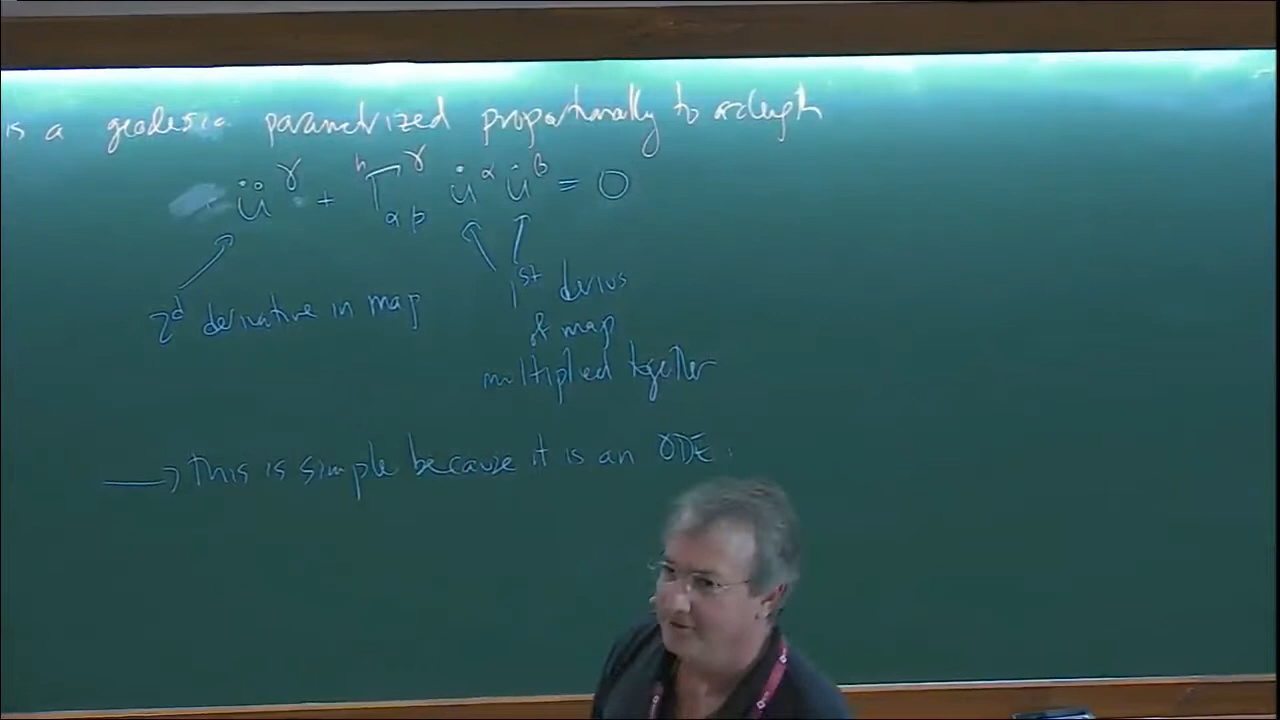 is a geodesic parametrized proportionally to arclength
ü^γ + ^hΓ^γ_αβ u̇^α u̇^β = 0
2^d derivative in map
1^st derivs
of map
multiplied together
→ This is simple because it is an ODE.